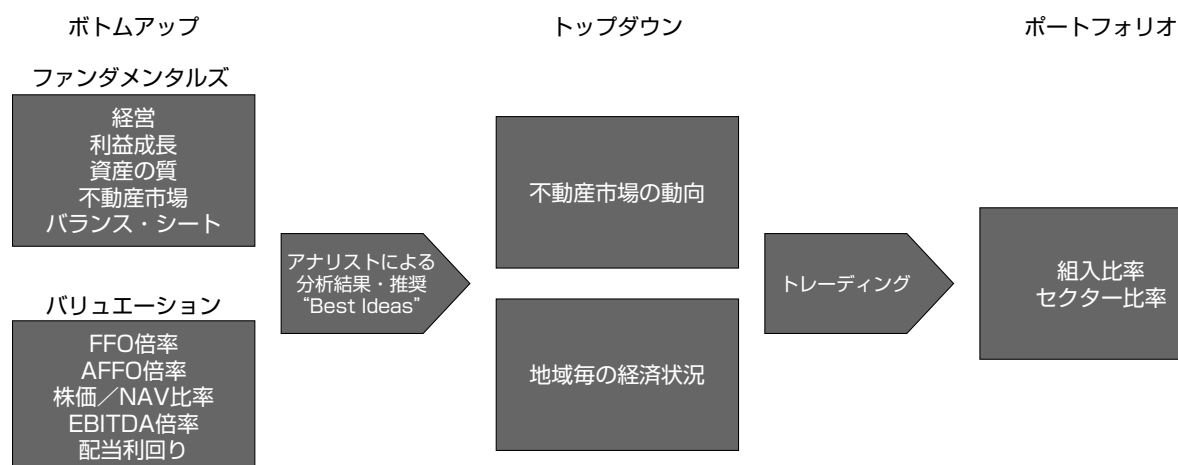 ボトムアップ
ファンダメンタルズ
経営
利益成長
資産の質
不動産市場
バランス・シート
バリュエーション
FFO倍率
AFFO倍率
株価／NAV比率
EBITDA倍率
配当利回り
アナリストによる
分析結果・推奨
“Best Ideas”
トップダウン
不動産市場の動向
地域毎の経済状況
トレーディング
ポートフォリオ
組入比率
セクター比率